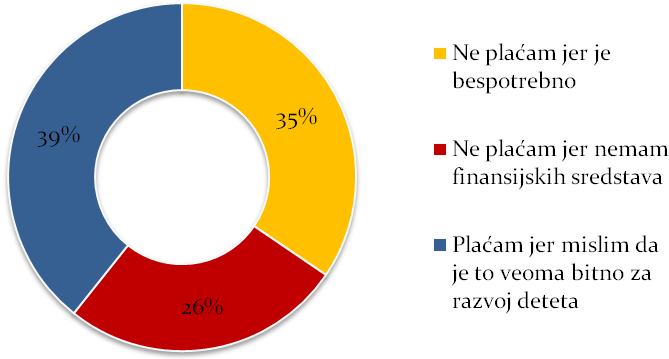 35%
39%
26%
Ne plaćam jer je
bespotrebno
Ne plaćam jer nemam
finansijskih sredstava
Plaćam jer mislim da
je to veoma bitno za
razvoj deteta